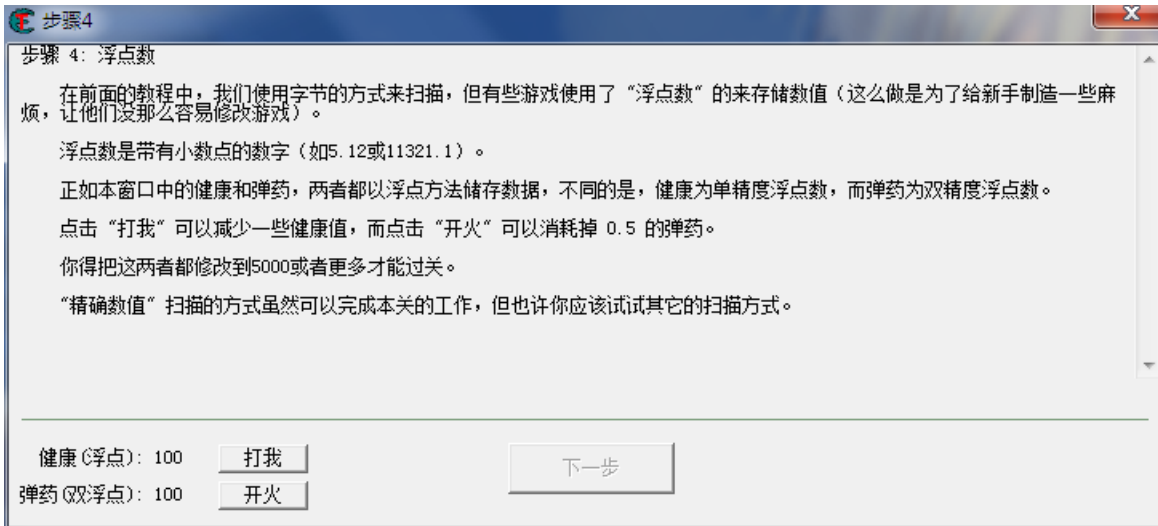 步骤4
X
步骤 4: 浮点数
在前面的教程中，我们使用字节的方式来扫描，但有些游戏使用了 “浮点数” 的来存储数值（这么做是为了给新手制造一些麻
烦，让他们没那么容易修改游戏）。
浮点数是带有小数点的数字（如5.12或11321.1）。
正如本窗口中的健康和弹药，两者都以浮点方法储存数据，不同的是，健康为单精度浮点数，而弹药为双精度浮点数。
点击 “打我” 可以减少一些健康值，而点击 “开火” 可以消耗掉 0.5 的弹药。
你得把这两者都修改到5000或者更多才能过关。
“精确数值” 扫描的方式虽然可以完成本关的工作，但也许你应该试试其它的扫描方式。
健康(浮点): 100 打我
下一步
弹药(双浮点): 100 开火